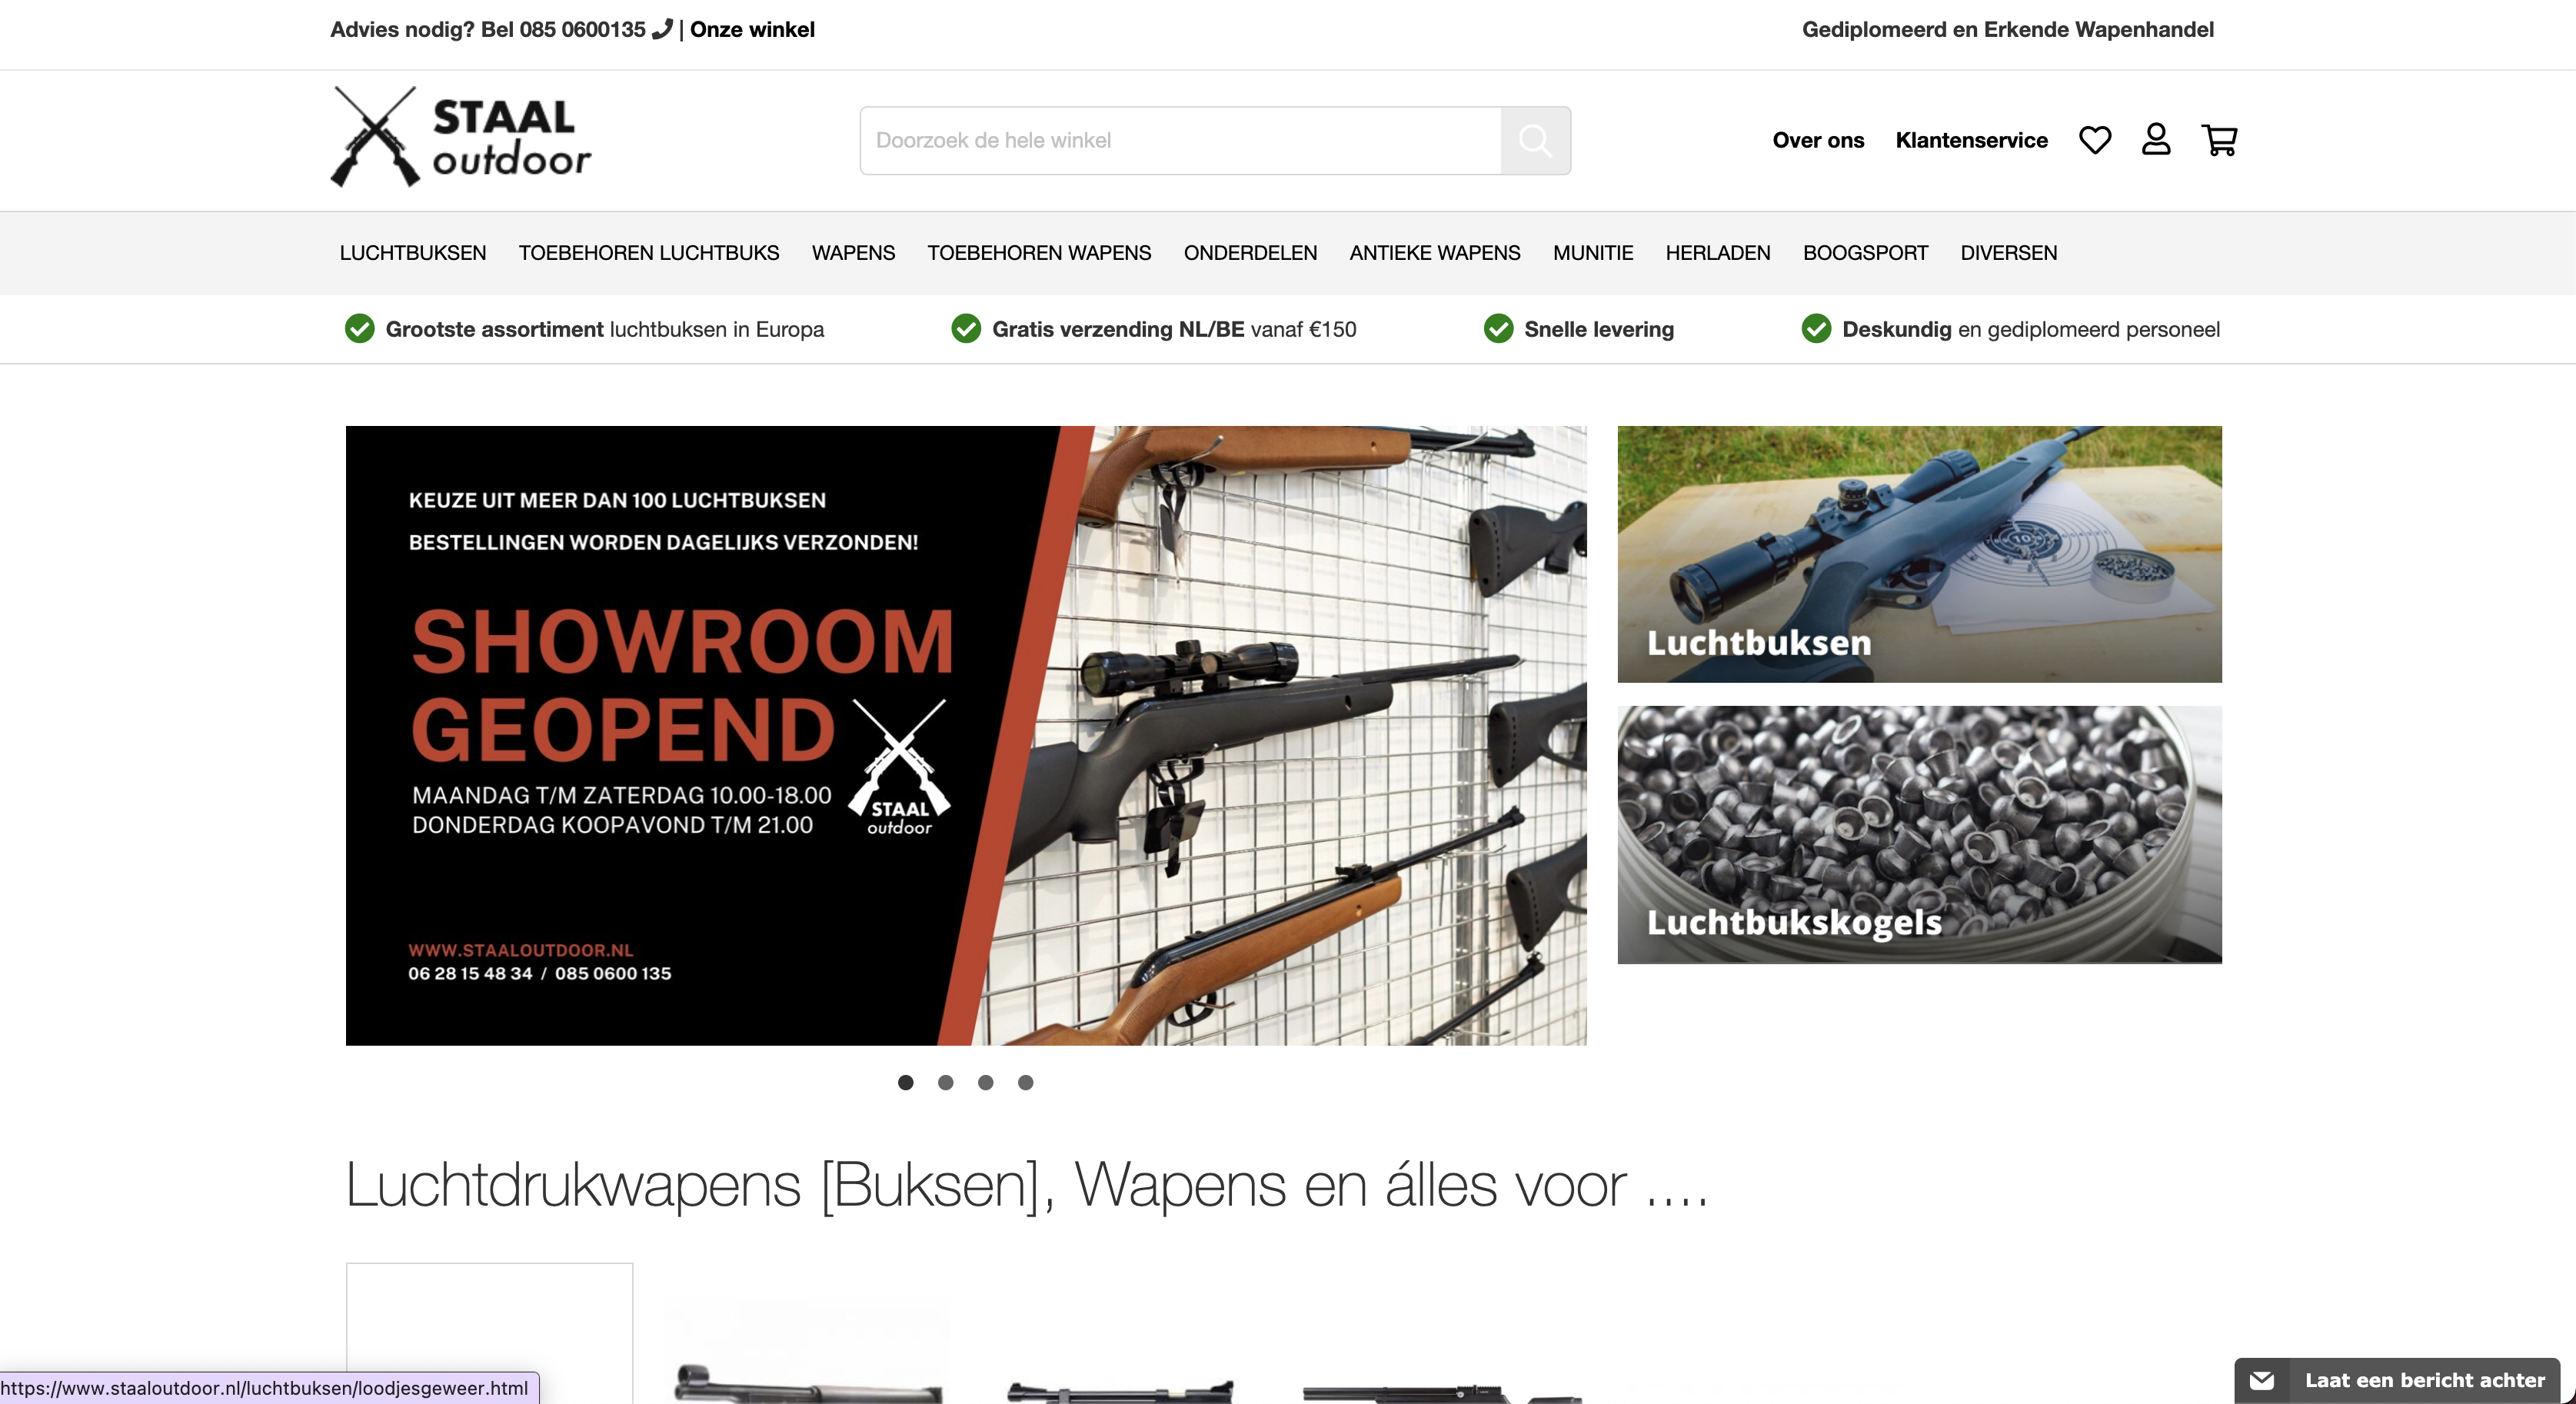 Advies nodig? Bel 085 0600135 | Onze winkel
Gediplomeerd en Erkende Wapenhandel
STAAL
outdoor
Doorzoek de hele winkel
Over ons Klantenservice
LUCHTBUKSEN TOEBEHOREN LUCHTBUKS WAPENS TOEBEHOREN WAPENS ONDERDELEN ANTIEKE WAPENS MUNITIE HERLADEN BOOGSPORT DIVERSEN
Grootste assortiment luchtbuksen in Europa
Gratis verzending NL/BE vanaf €150
Snelle levering
Deskundig en gediplomeerd personeel
KEUZE UIT MEER DAN 100 LUCHTBUKSEN
BESTELLINGEN WORDEN DAGELIJKS VERZONDEN!
SHOWROOM
GEOPEND
MAANDAG T/M ZATERDAG 10.00-18.00
DONDERDAG KOOPAVOND T/M 21.00
STAAL
outdoor
WWW.STAALOUTDOOR.NL
06 28 15 48 34 / 085 0600 135
10
Luchtbuksen
Luchtbukskogels
Luchtdrukwapens [Buksen], Wapens en álles voor ....
https://www.staaloutdoor.nl/luchtbuksen/loodjesgeweer.html
Laat een bericht achter